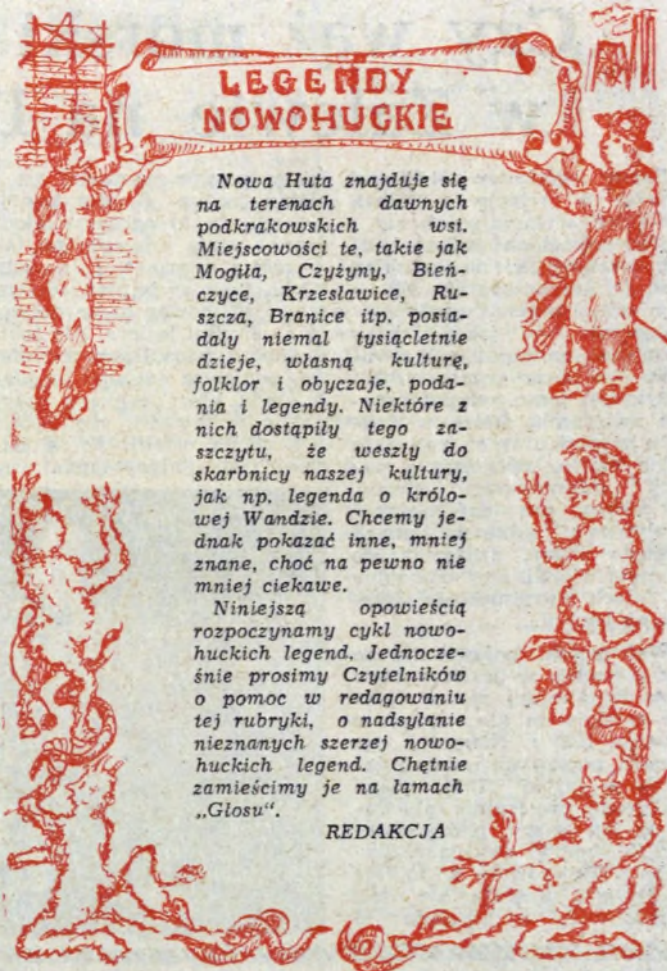 LEGENDY
NOWOHUCKIE
Nowa Huta znajduje się
na terenach dawnych
podkrakowskich wsi.
Miejscowości te, takie jak
Mogiła, Czyżyny, Bień-
czyce, Krzesławice, Ru-
szcza, Branice itp. posia-
dały niemal tysiącletnie
dzieje, własną kulturę,
folklor i obyczaje, poda-
nia i legendy. Niektóre z
nich dostąpiły tego za-
szczytu, że weszły do
skarbnicy naszej kultury,
jak np. legenda o królo-
wej Wandzie. Chcemy je-
dnak pokazać inne, mniej
znane, choć na pewno nie
mniej ciekawe.
Niniejszą opowieścią
rozpoczynamy cykl nowo-
huckich legend. Jednocze-
śnie prosimy Czytelników
o pomoc w redagowaniu
tej rubryki, o nadsyłanie
nieznanych szerzej nowo-
huckich legend. Chętnie
zamieścimy je na łamach
„Głosu“.
REDAKCJA